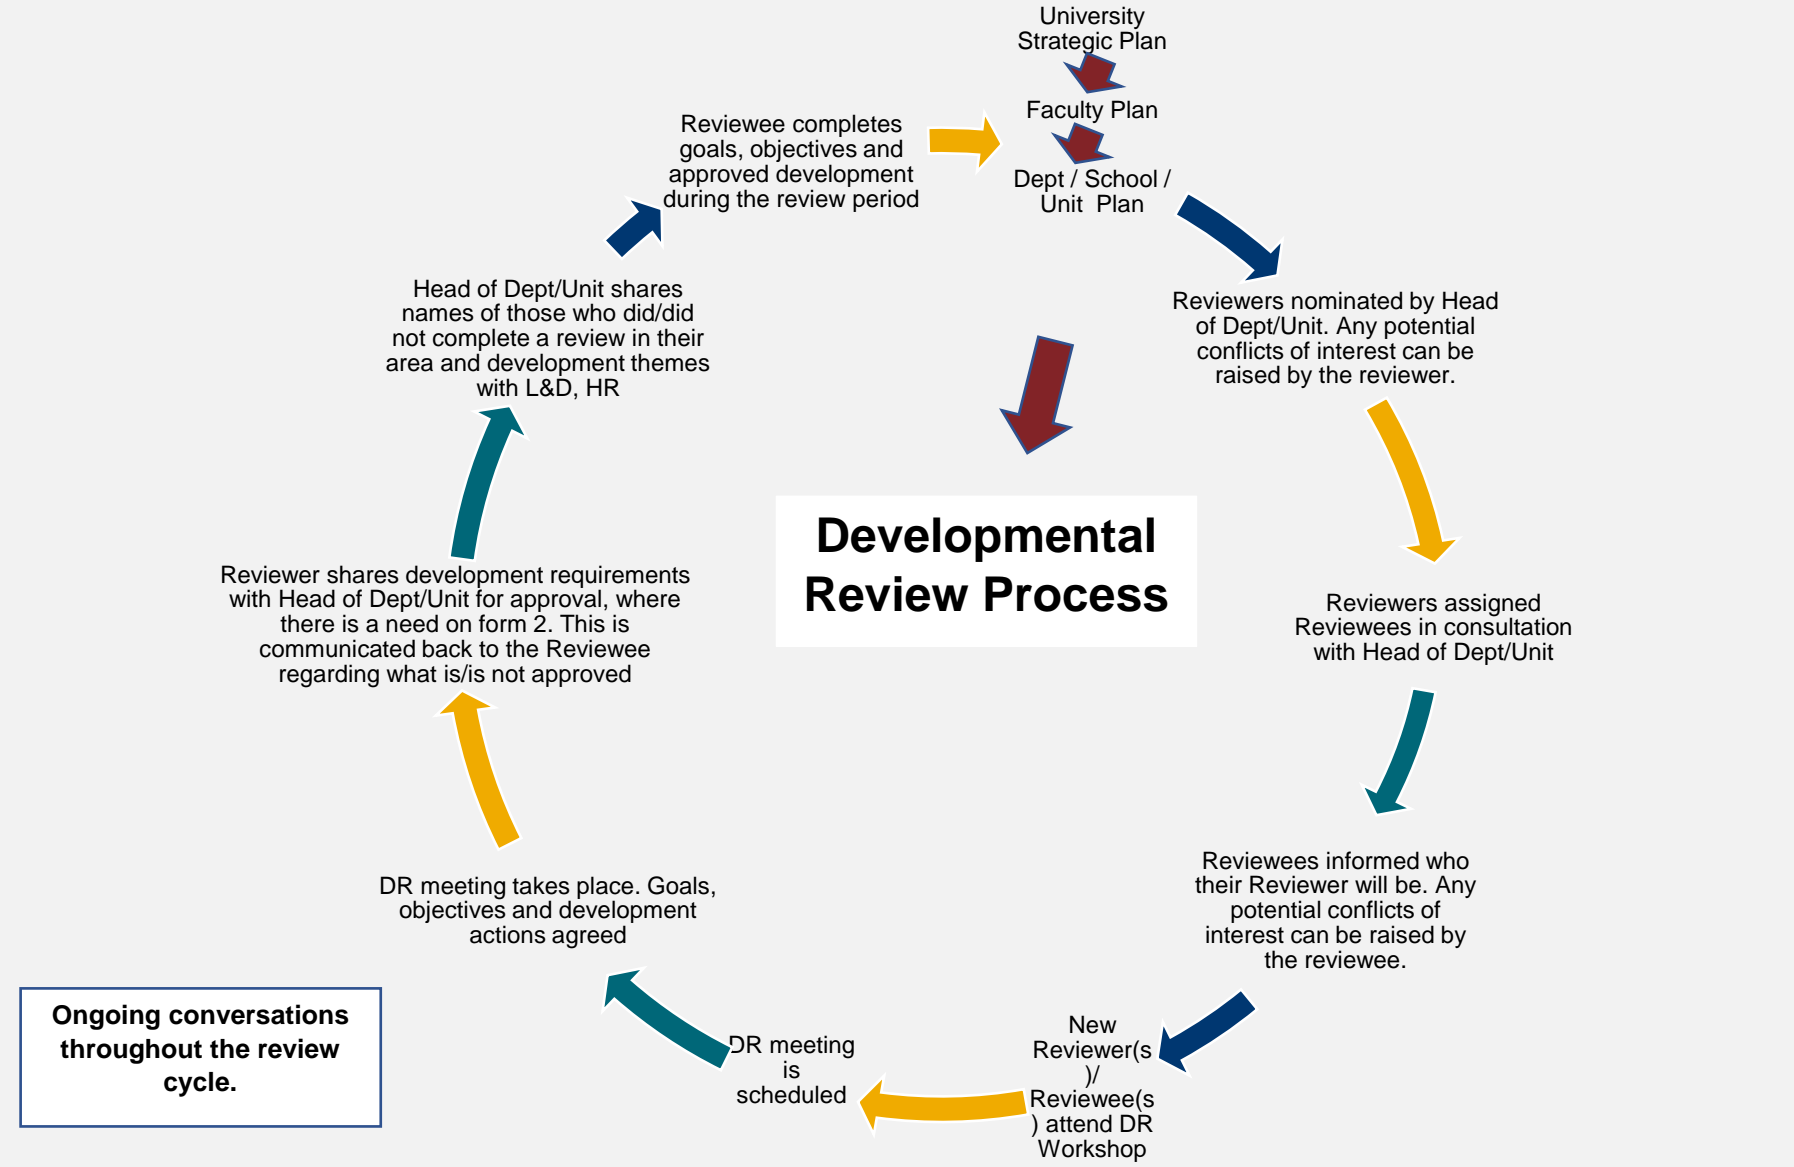 University
Strategic Plan
Faculty Plan
Dept / School /
Unit Plan
Reviewers nominated by Head
of Dept/Unit. Any potential
conflicts of interest can be
raised by the reviewer.
Reviewers assigned
Reviewees in consultation
with Head of Dept/Unit
Reviewees informed who
their Reviewer will be. Any
potential conflicts of
interest can be raised by
the reviewee.
New
Reviewer(s
)/
Reviewee(s
) attend DR
Workshop
DR meeting
is
scheduled
DR meeting takes place. Goals,
objectives and development
actions agreed
Reviewer shares development requirements
with Head of Dept/Unit for approval, where
there is a need on form 2. This is
communicated back to the Reviewee
regarding what is/is not approved
Head of Dept/Unit shares
names of those who did/did
not complete a review in their
area and development themes
with L&D, HR
Reviewee completes
goals, objectives and
approved development
during the review period
Developmental
Review Process
Ongoing conversations
throughout the review
cycle.